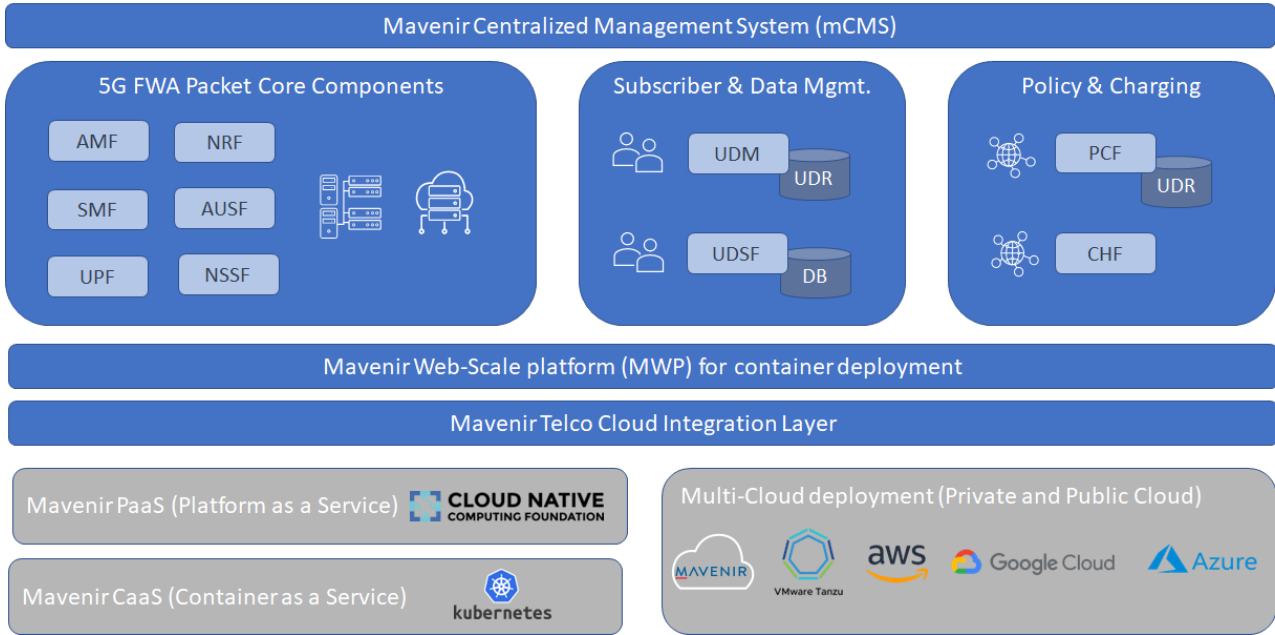 Mavenir Centralized Management System (mCMS)
5G FWA Packet Core Components
AMF
NRF
SMF
AUSF
UPF
NSSF
Subscriber & Data Mgmt.
UDM
UDR
UDSF
DB
Policy & Charging
PCF
UDR
CHF
Mavenir Web-Scale platform (MWP) for container deployment
Mavenir Telco Cloud Integration Layer
Mavenir PaaS (Platform as a Service)
CLOUD NATIVE
COMPUTING FOUNDATION
Mavenir CaaS (Container as a Service)
kubernetes
Multi-Cloud deployment (Private and Public Cloud)
MAVENIR
VMware Tanzu
aws
Google Cloud
Azure